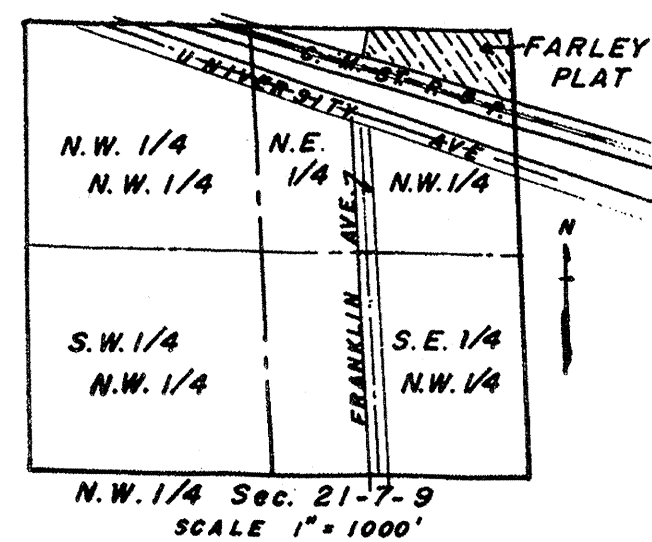 FARLEY
PLAT
C. M. ST. P. & P.
UNIVERSITY AVE
N.W. 1/4
N.W. 1/4
N.E.
1/4
N.W. 1/4
FRANKLIN AVE.
N
S.W. 1/4
N.W. 1/4
S.E. 1/4
N.W. 1/4
N.W. 1/4 Sec. 21-7-9
SCALE 1" = 1000'